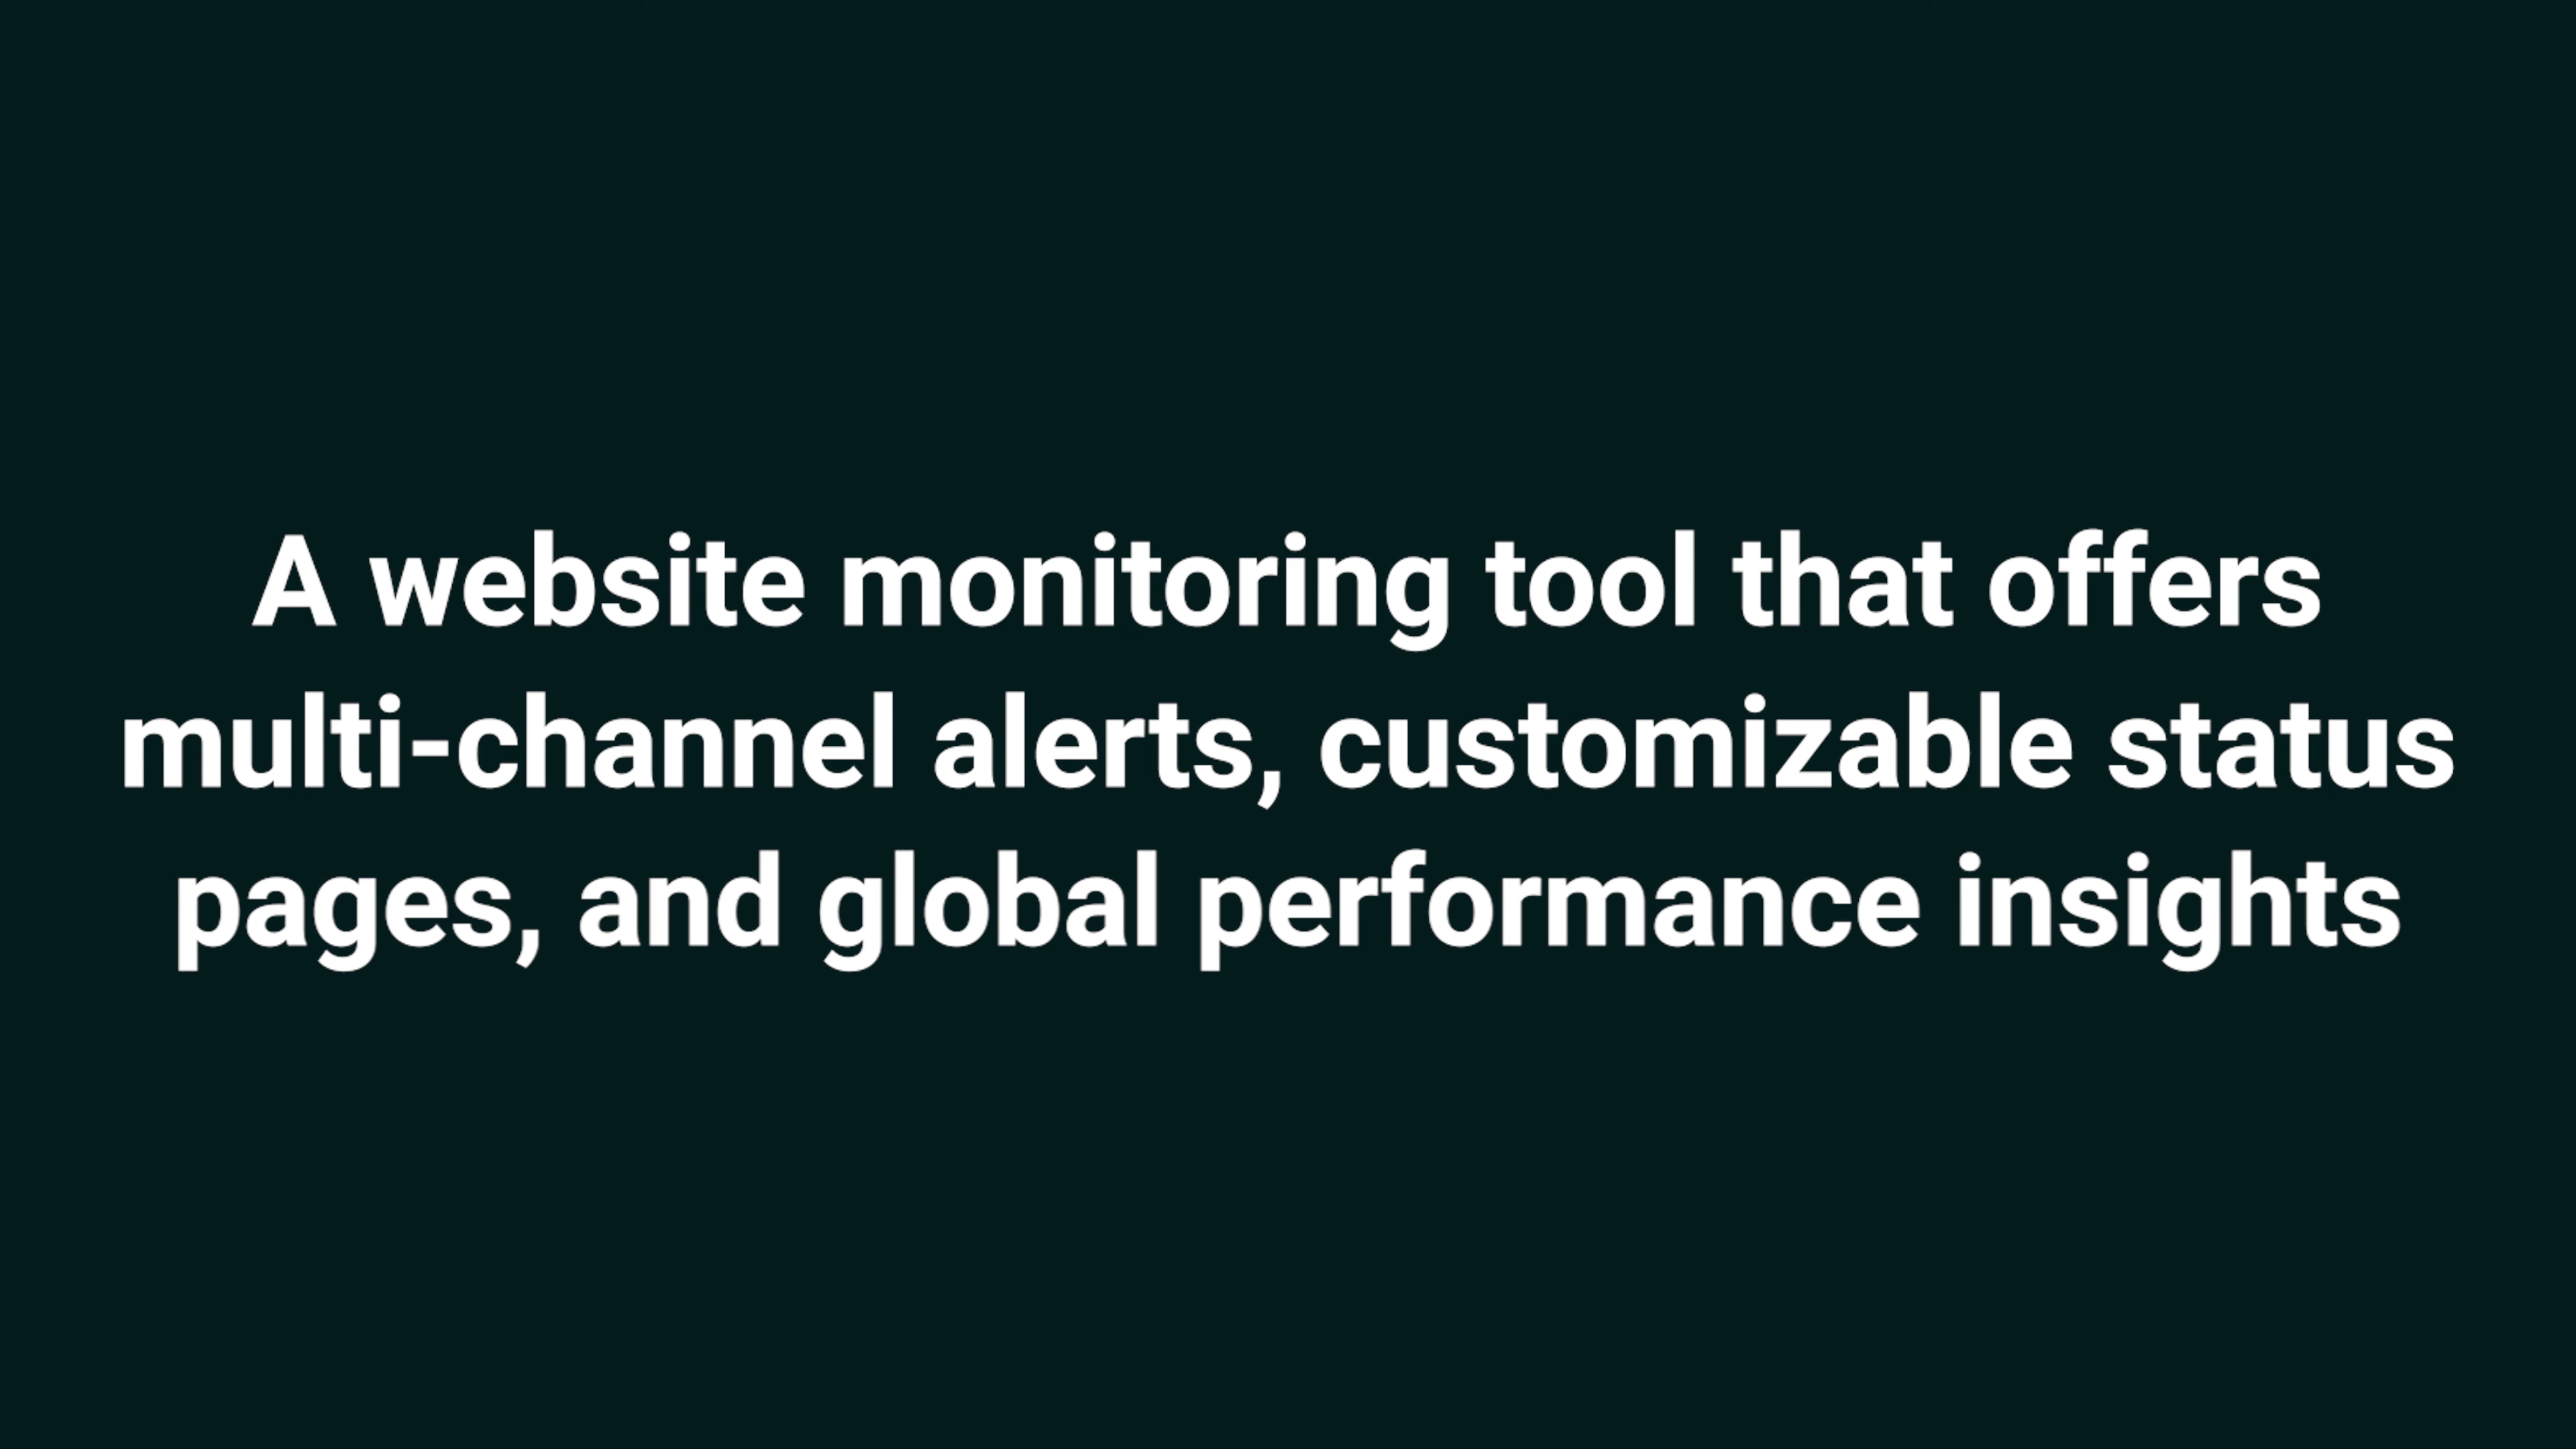 A website monitoring tool that offers
multi-channel alerts, customizable status
pages, and global performance insights